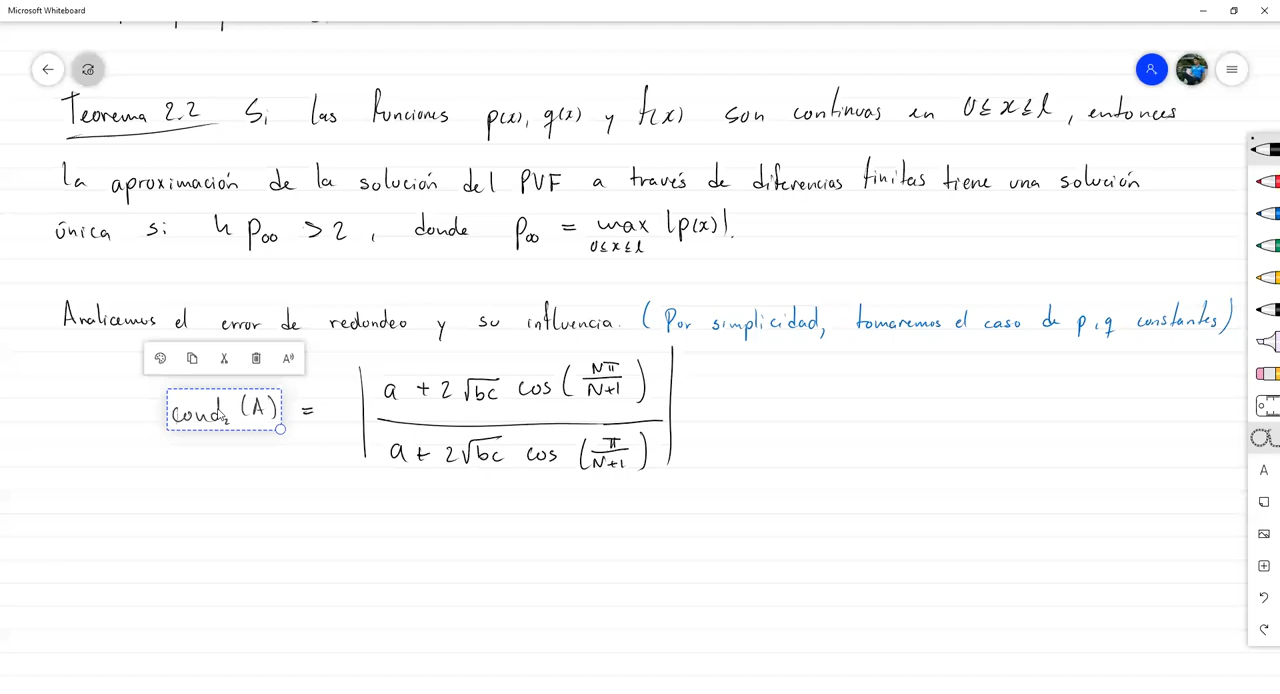 Microsoft Whiteboard
Teorema 2.2 Si las funciones p(x), q(x) y f(x) son continuas en 0≤x≤l, entonces
la aproximación de la solución del PVF a través de diferencias finitas tiene una solución
única si h p∞ > 2, donde p∞ = max 0≤x≤l |p(x)|.
Analicemos el error de redondeo y su influencia. (Por simplicidad, tomaremos el caso de p, q constantes)
cond₂(A) = | (a + 2√bc cos(Nπ/(N+1))) / (a + 2√bc cos(π/(N+1))) |